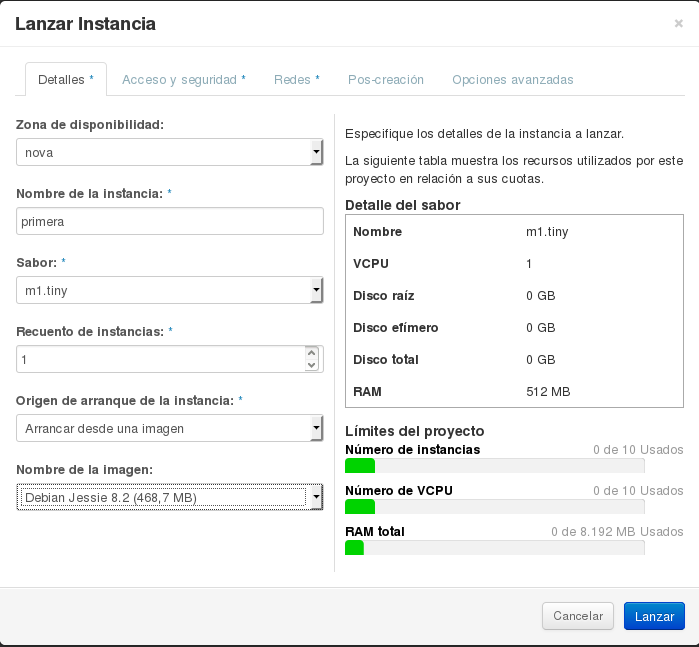 Lanzar Instancia
×
Detalles *
Acceso y seguridad *
Redes *
Pos-creación
Opciones avanzadas
Zona de disponibilidad:
nova
Nombre de la instancia: *
primera
Sabor: *
m1.tiny
Recuento de instancias: *
1
Origen de arranque de la instancia: *
Arrancar desde una imagen
Nombre de la imagen:
Debian Jessie 8.2 (468,7 MB)
Especifique los detalles de la instancia a lanzar.
La siguiente tabla muestra los recursos utilizados por este
proyecto en relación a sus cuotas.
Detalle del sabor
Nombre m1.tiny
VCPU 1
Disco raíz 0 GB
Disco efímero 0 GB
Disco total 0 GB
RAM 512 MB
Límites del proyecto
Número de instancias 0 de 10 Usados
Número de VCPU 0 de 10 Usados
RAM total 0 de 8.192 MB Usados
Cancelar
Lanzar